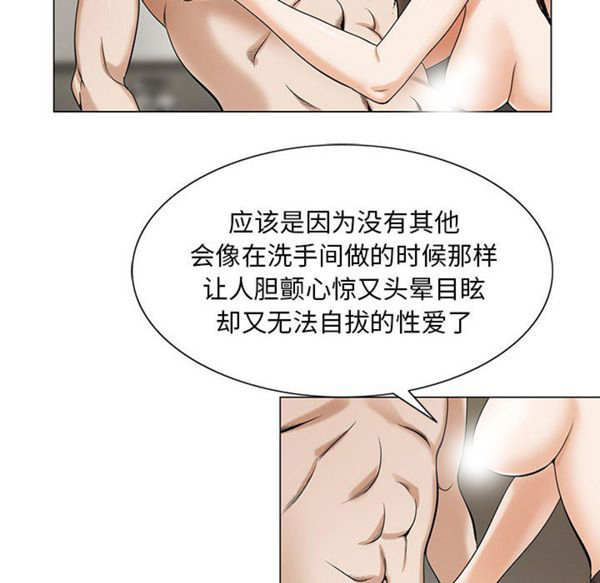 应该是因为没有其他
会像在洗手间做的时候那样
让人胆颤心惊又头晕目眩
却又无法自拔的性爱了